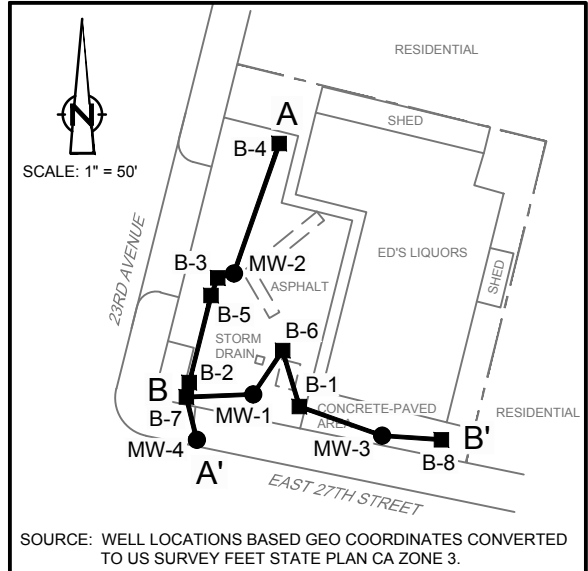 RESIDENTIAL
N
SCALE: 1" = 50'
A
B-4
SHED
23RD AVENUE
B-3
MW-2
ED'S LIQUORS
SHED
ASPHALT
B-5
B-6
STORM
DRAIN
B-2
B
B-1
B-7
MW-1
CONCRETE-PAVED
AREA
RESIDENTIAL
MW-3
B'
B-8
MW-4
A'
EAST 27TH STREET
SOURCE: WELL LOCATIONS BASED GEO COORDINATES CONVERTED
TO US SURVEY FEET STATE PLAN CA ZONE 3.